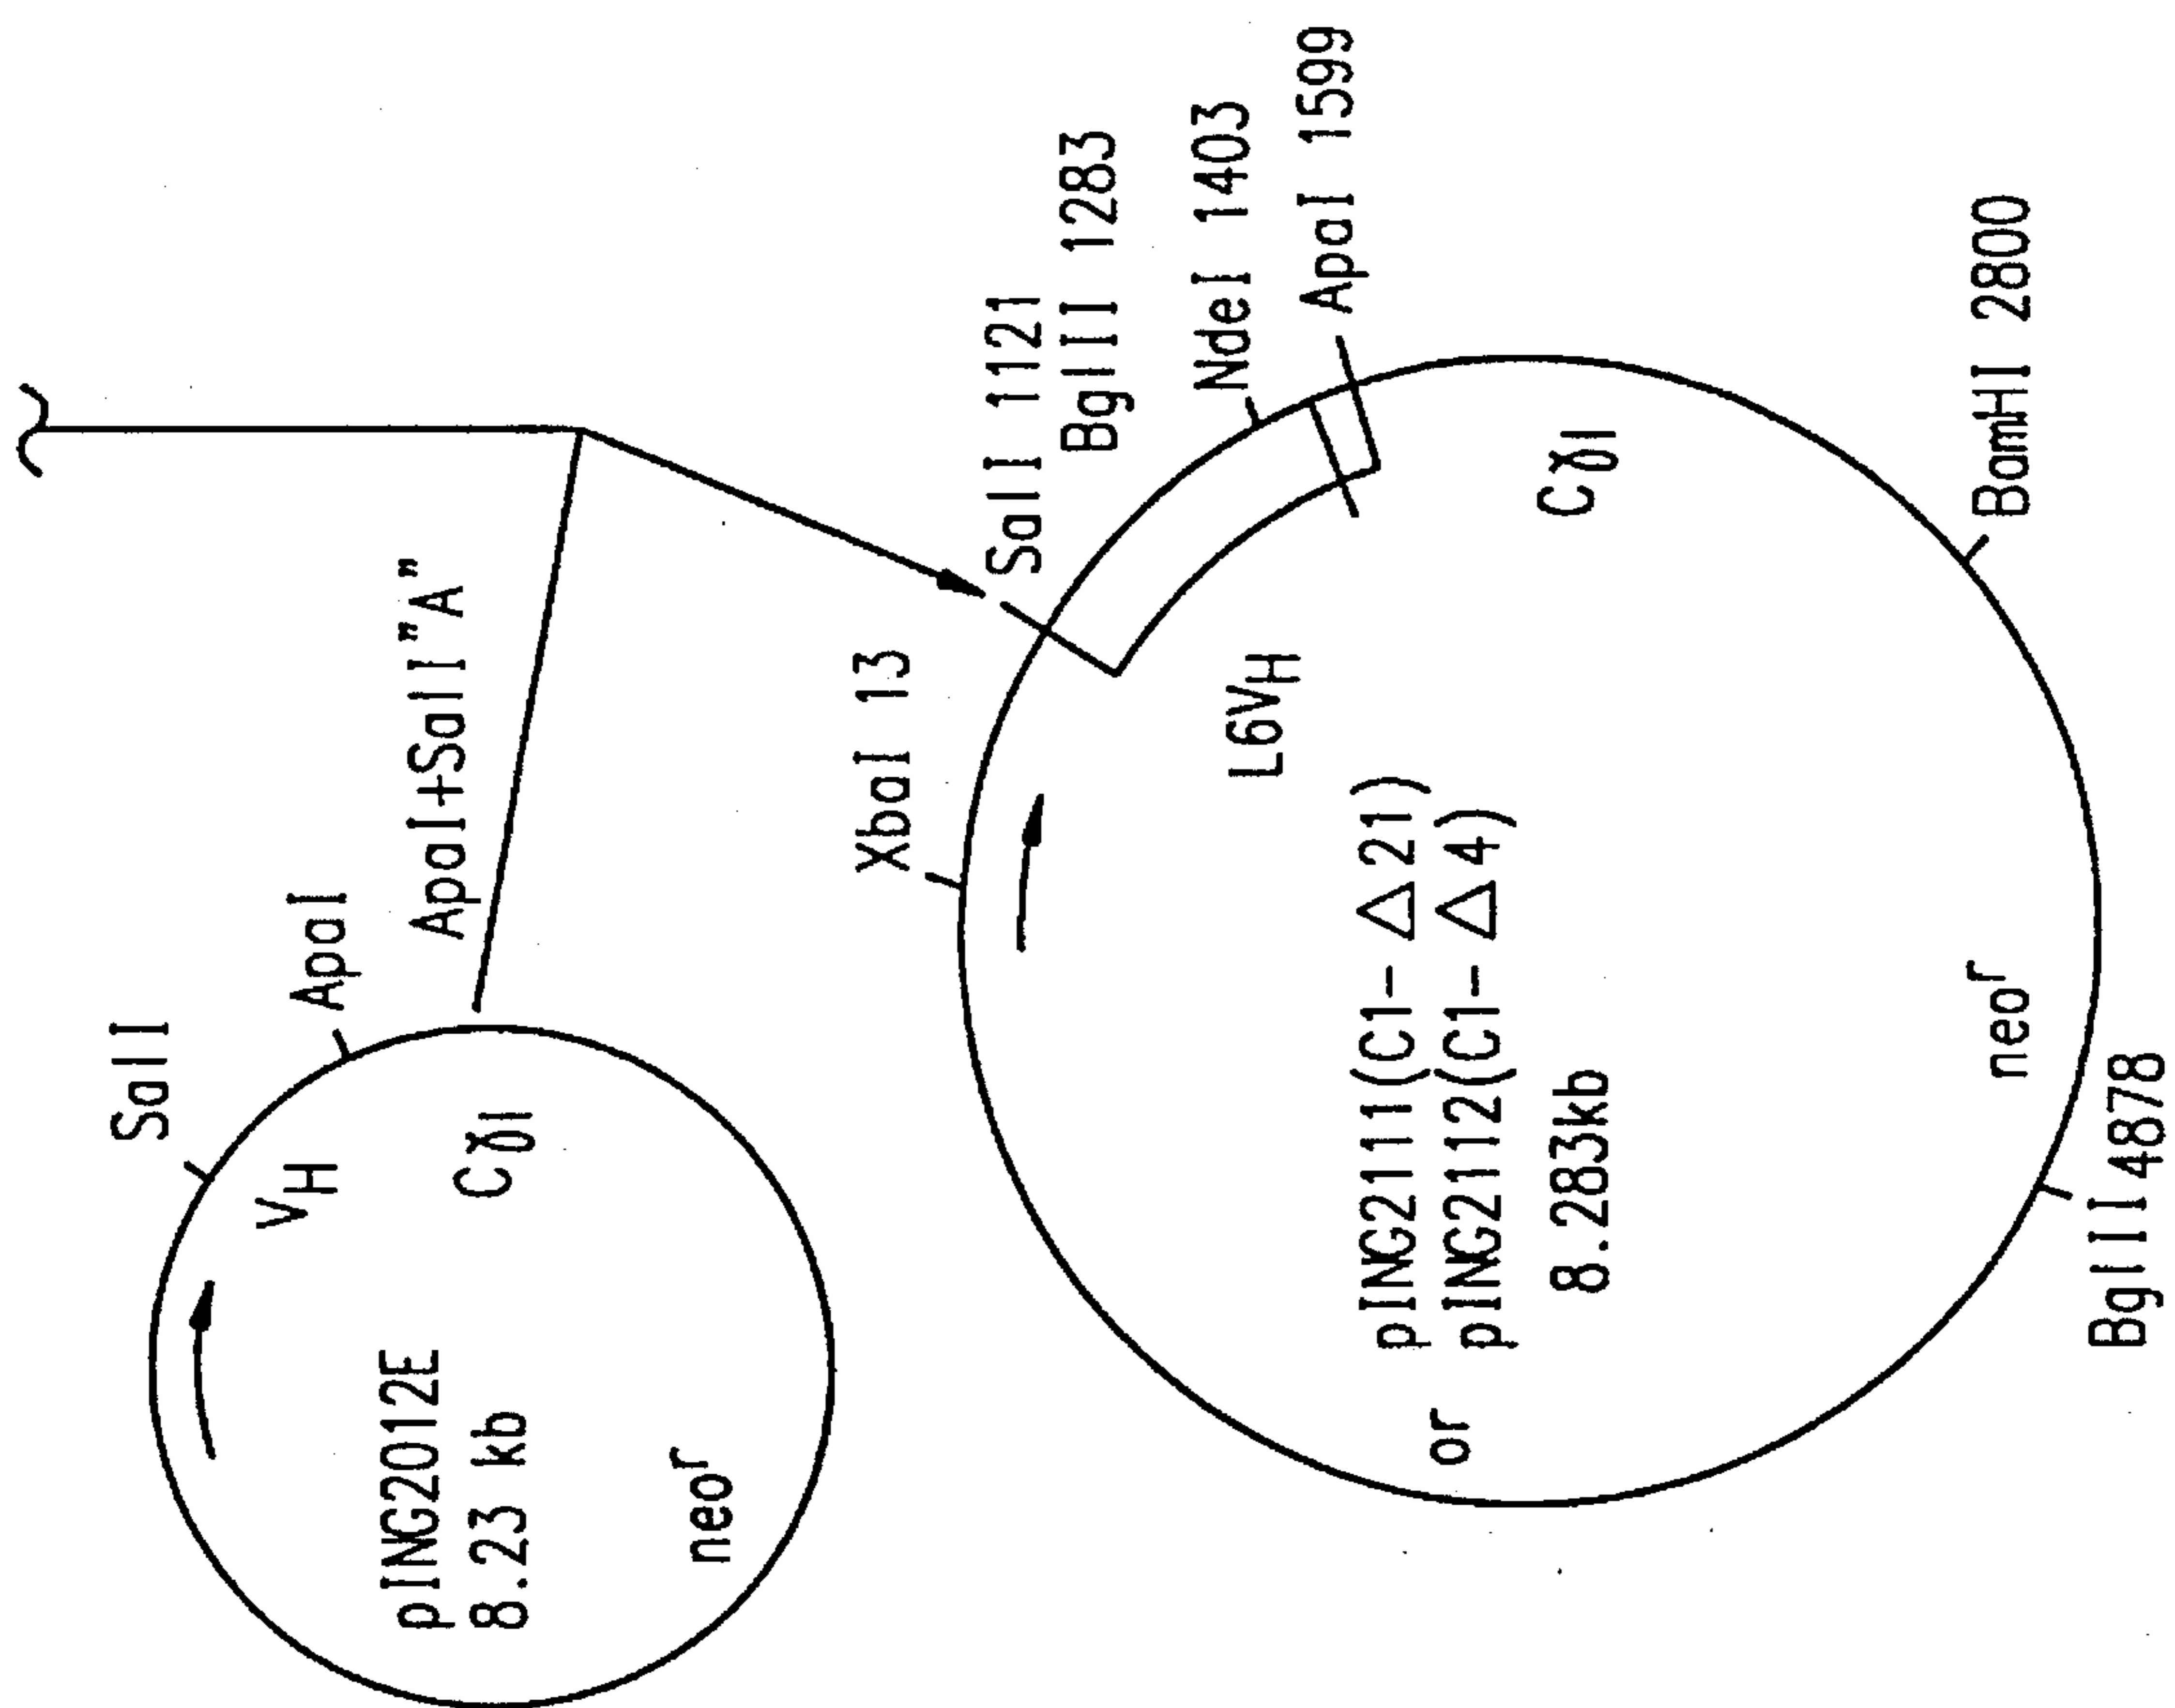 SalI
ApaI
VH
pING2012E
8.23 kb
Cγ1
neoʳ
ApaI+SalI"A"
XbaI 13
SalI 1121
BglII 1283
NdeI 1403
ApaI 1599
L6VH
pING2111(C1- △21)
or
pING2112(C1- △4)
8.283kb
Cγ1
BamHI 2800
neoʳ
BglII 4878